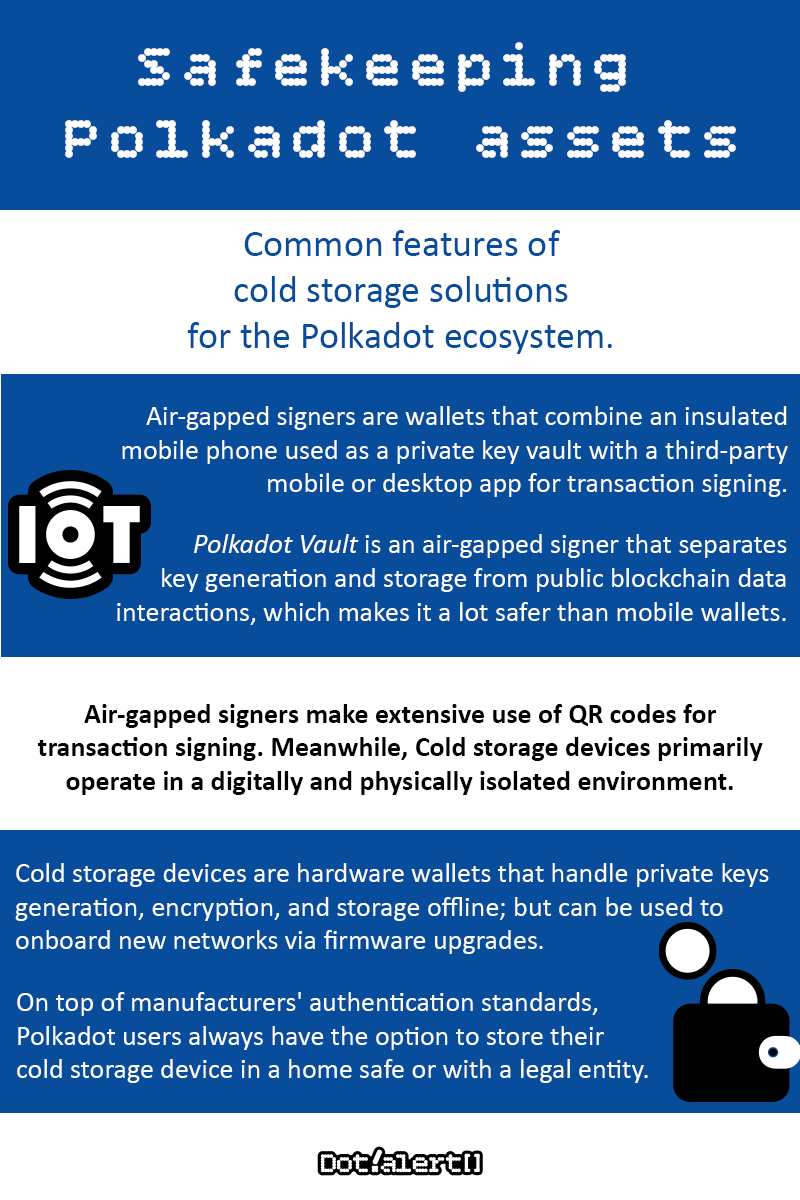 Safekeeping
Polkadot assets
Common features of
cold storage solutions
for the Polkadot ecosystem.
Air-gapped signers are wallets that combine an insulated
mobile phone used as a private key vault with a third-party
mobile or desktop app for transaction signing.
IOT
Polkadot Vault is an air-gapped signer that separates
key generation and storage from public blockchain data
interactions, which makes it a lot safer than mobile wallets.
Air-gapped signers make extensive use of QR codes for
transaction signing. Meanwhile, Cold storage devices primarily
operate in a digitally and physically isolated environment.
Cold storage devices are hardware wallets that handle private keys
generation, encryption, and storage offline; but can be used to
onboard new networks via firmware upgrades.
On top of manufacturers' authentication standards,
Polkadot users always have the option to store their
cold storage device in a home safe or with a legal entity.
Dot!alert[]